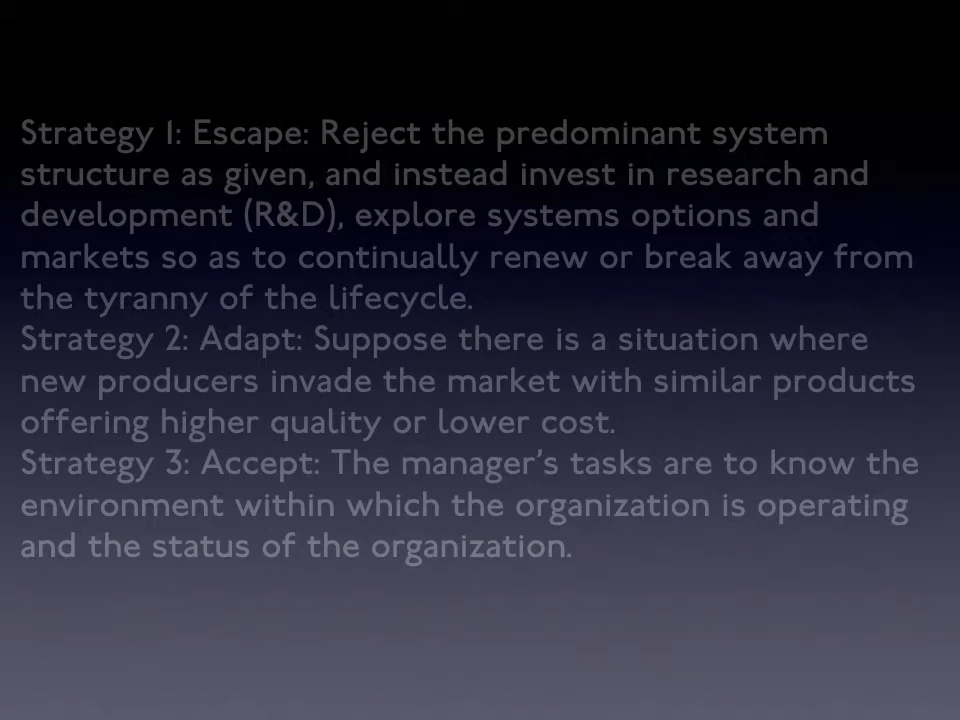 Strategy 1: Escape: Reject the predominant system
structure as given, and instead invest in research and
development (R&D), explore systems options and
markets so as to continually renew or break away from
the tyranny of the lifecycle.
Strategy 2: Adapt: Suppose there is a situation where
new producers invade the market with similar products
offering higher quality or lower cost.
Strategy 3: Accept: The manager’s tasks are to know the
environment within which the organization is operating
and the status of the organization.